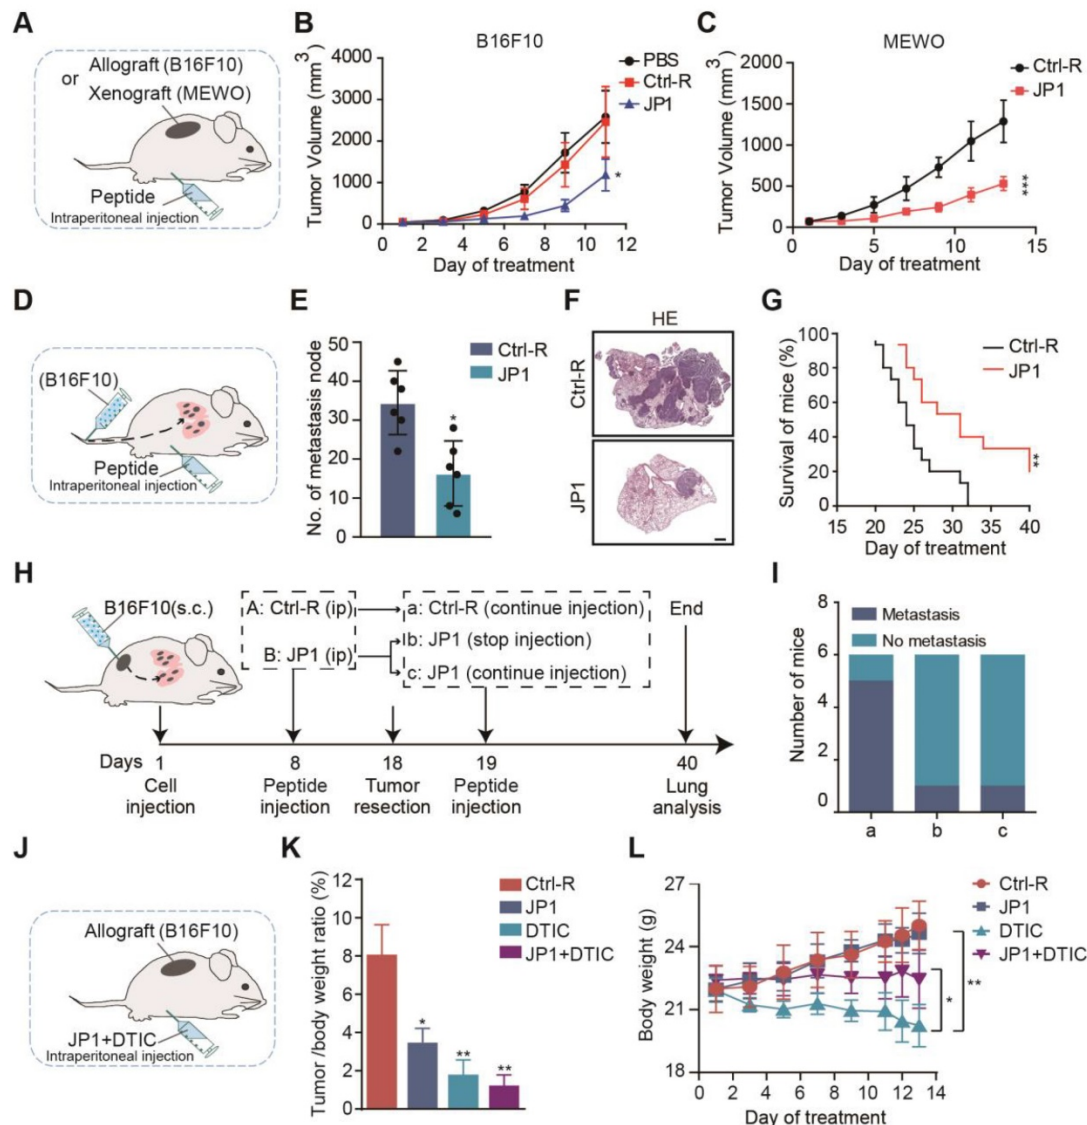 A
Allograft (B16F10)
or
Xenograft (MEWO)
Peptide
Intraperitoneal injection
B
B16F10
Tumor Volume (mm3)
4000
3000
2000
1000
0
0 2 4 6 8 10 12
Day of treatment
PBS
Ctrl-R
JP1
*
C
MEWO
Tumor Volume (mm3)
2000
1500
1000
500
0
0 5 10 15
Day of treatment
Ctrl-R
JP1
***
D
(B16F10)
Peptide
Intraperitoneal injection
E
No. of metastasis node
50
40
30
20
10
0
Ctrl-R
JP1
*
F
HE
Ctrl-R
JP1
G
Survival of mice (%)
100
80
60
40
20
0
15 20 25 30 35 40
Day of treatment
Ctrl-R
JP1
**
H
B16F10(s.c.)
A: Ctrl-R (ip)
B: JP1 (ip)
a: Ctrl-R (continue injection)
b: JP1 (stop injection)
c: JP1 (continue injection)
End
Days 1 8 18 19 40
Cell injection
Peptide injection
Tumor resection
Peptide injection
Lung analysis
I
Number of mice
8
6
4
2
0
Metastasis
No metastasis
a b c
J
Allograft (B16F10)
JP1+DTIC
Intraperitoneal injection
K
Tumor /body weight ratio (%)
12
10
8
6
4
2
0
Ctrl-R
JP1
DTIC
JP1+DTIC
*
**
**
L
Body weight (g)
27
24
21
18
0 2 4 6 8 10 12 14
Day of treatment
Ctrl-R
JP1
DTIC
JP1+DTIC
*
**